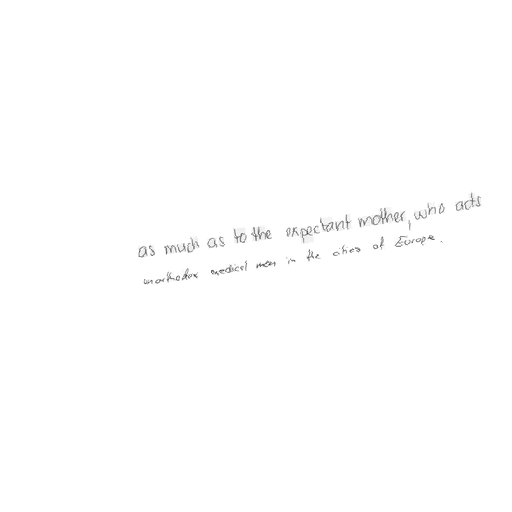 as much as to the expectant mother, who acts
unorthodox medical men in the cities of Europe.